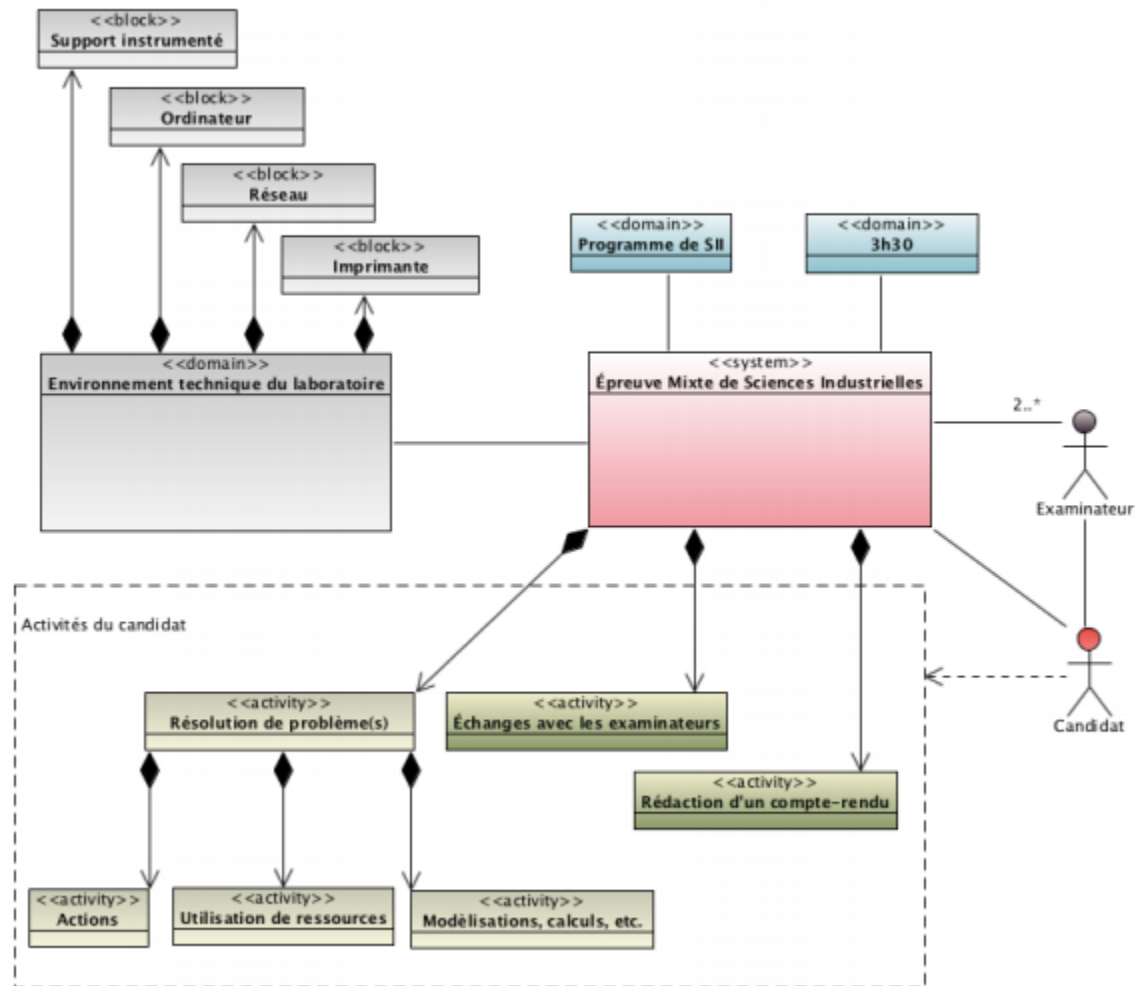 <<block>>
Support instrumenté
<<block>>
Ordinateur
<<block>>
Réseau
<<block>>
Imprimante
<<domain>>
Programme de SII
<<domain>>
3h30
<<domain>>
Environnement technique du laboratoire
<<system>>
Épreuve Mixte de Sciences Industrielles
2..*
Examinateur
Activités du candidat
Candidat
<<activity>>
Résolution de problème(s)
<<activity>>
Échanges avec les examinateurs
<<activity>>
Rédaction d'un compte-rendu
<<activity>>
Actions
<<activity>>
Utilisation de ressources
<<activity>>
Modèlisations, calculs, etc.